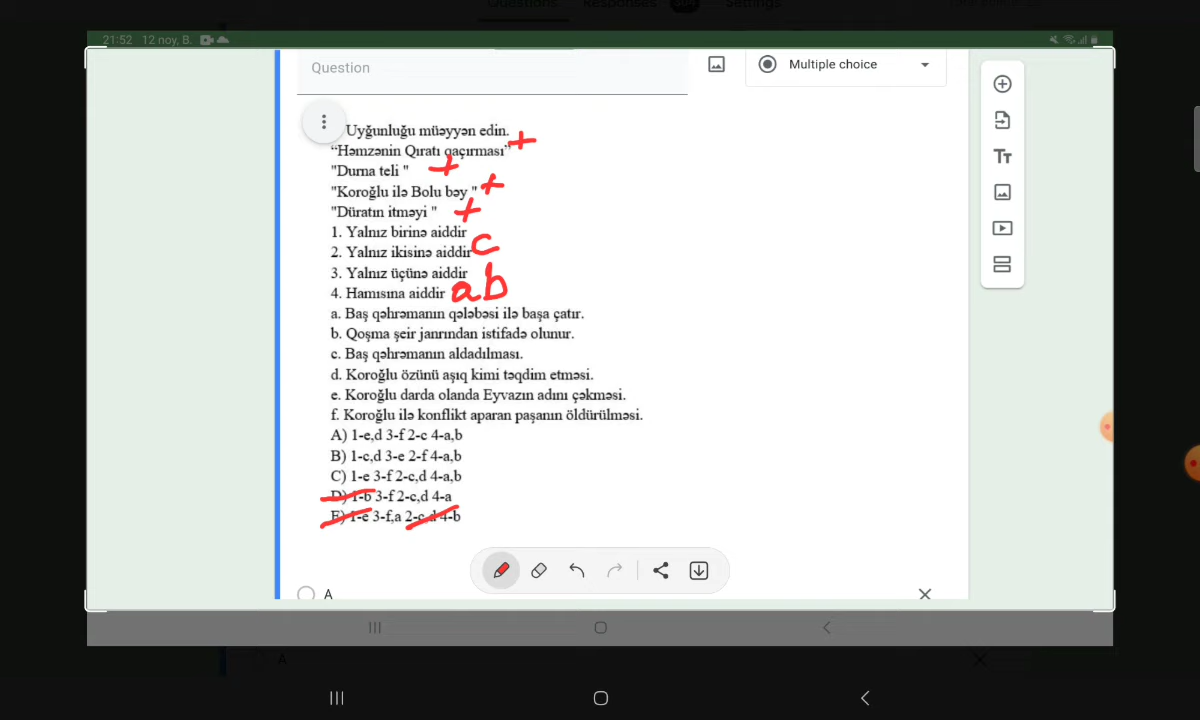 Questions Responses Settings
21:52 12 noy, B.
Question
Multiple choice
Uyğunluğu müəyyən edin.
“Həmzənin Qıratı qaçırması” +
"Durna teli " +
"Koroğlu ilə Bolu bəy " +
"Düratın itməyi " +
1. Yalnız birinə aiddir
2. Yalnız ikisinə aiddir c
3. Yalnız üçünə aiddir
4. Hamısına aiddir ab
a. Baş qəhrəmanın qələbəsi ilə başa çatır.
b. Qoşma şeir janrından istifadə olunur.
c. Baş qəhrəmanın aldadılması.
d. Koroğlu özünü aşıq kimi təqdim etməsi.
e. Koroğlu darda olanda Eyvazın adını çəkməsi.
f. Koroğlu ilə konflikt aparan paşanın öldürülməsi.
A) 1-e,d 3-f 2-c 4-a,b
B) 1-c,d 3-e 2-f 4-a,b
C) 1-e 3-f 2-c,d 4-a,b
D) 1-b 3-f 2-c,d 4-a
E) 1-e 3-f,a 2-c,d 4-b
A
A